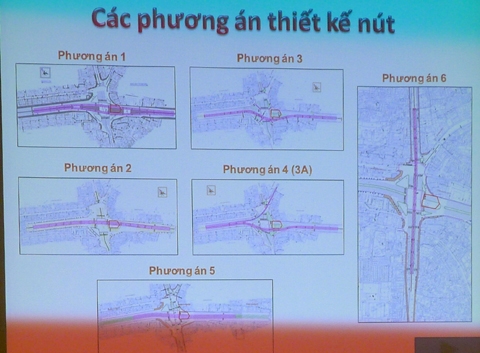 Các phương án thiết kế nút
Phương án 1
Phương án 3
Phương án 6
Phương án 2
Phương án 4 (3A)
Phương án 5